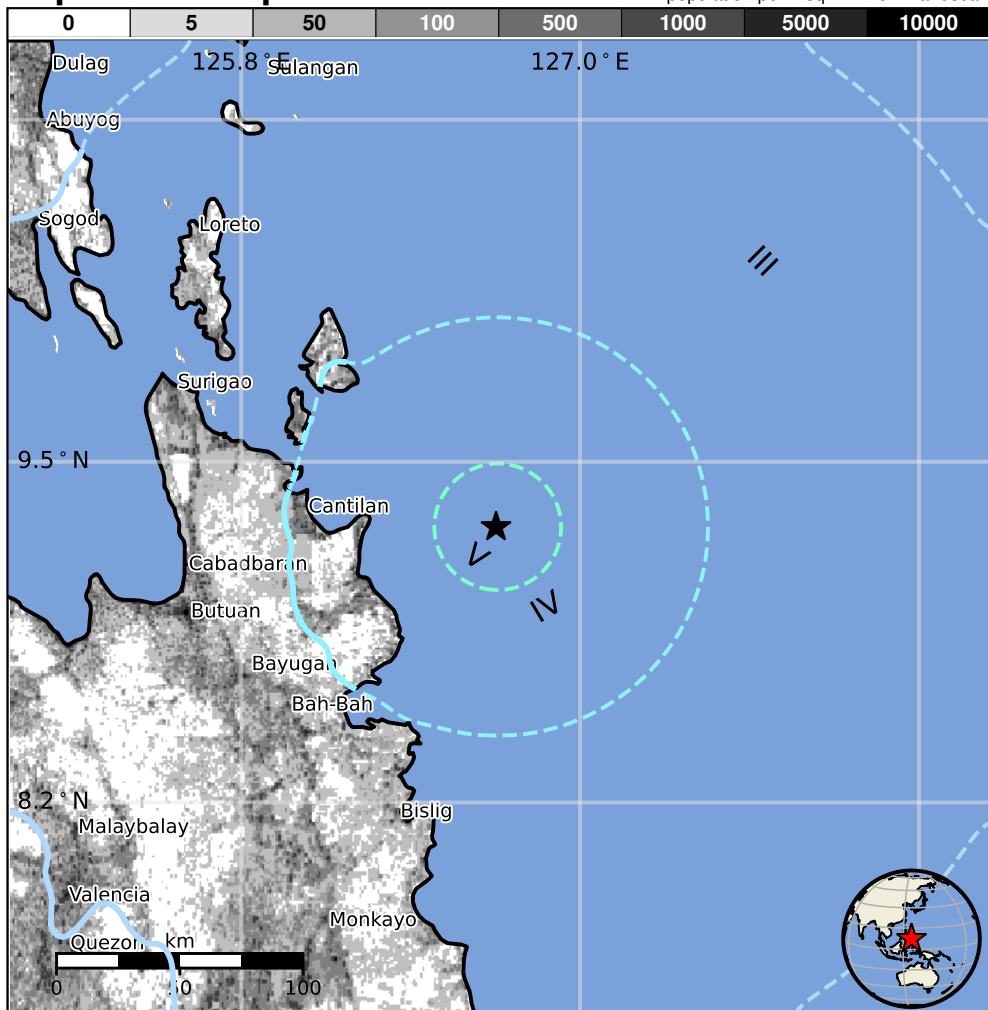 0 5 50 100 500 1000 5000 10000
Dulag
125.8°E
Sulangan
127.0°E
Abuyog
Sogod
Loreto
III
Surigao
9.5°N
Cantilan
V
Cabadbaran
IV
Butuan
Bayugan
Bah-Bah
8.2°N
Bislig
Malaybalay
Valencia
Monkayo
Quezon
km
0 50 100